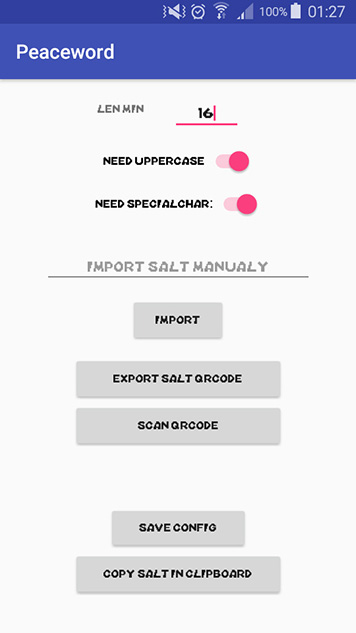 100% 01:27
Peaceword
LEN MIN 16
NEED UPPERCASE
NEED SPECIALCHAR:
IMPORT SALT MANUALY
IMPORT
EXPORT SALT QRCODE
SCAN QRCODE
SAVE CONFIG
COPY SALT IN CLIPBOARD